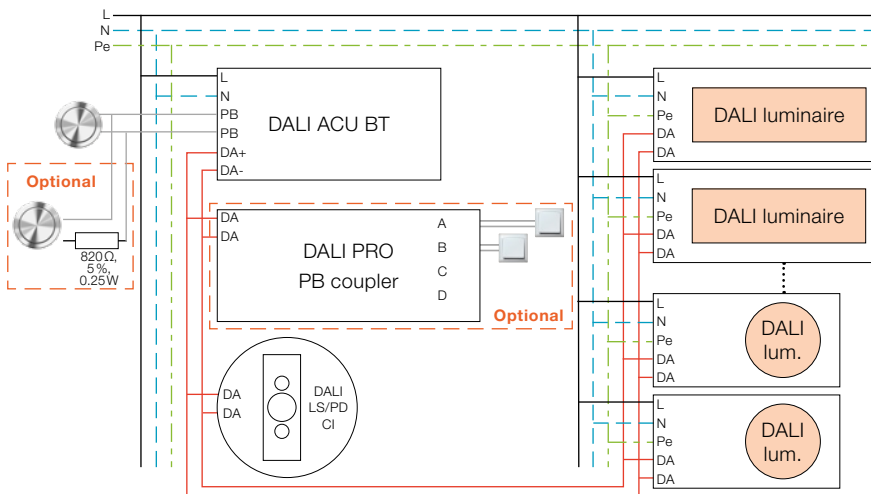 L
N
Pe
L
N
PB
PB
DA+
DA-
DALI ACU BT
Optional
820Ω,
5%,
0.25W
DA
DA
DALI PRO
PB coupler
A
B
C
D
Optional
DA
DA
DALI
LS/PD
CI
L
N
Pe
DA
DA
DALI luminaire
L
N
Pe
DA
DA
DALI luminaire
L
N
Pe
DA
DA
DALI
lum.
L
N
Pe
DA
DA
DALI
lum.